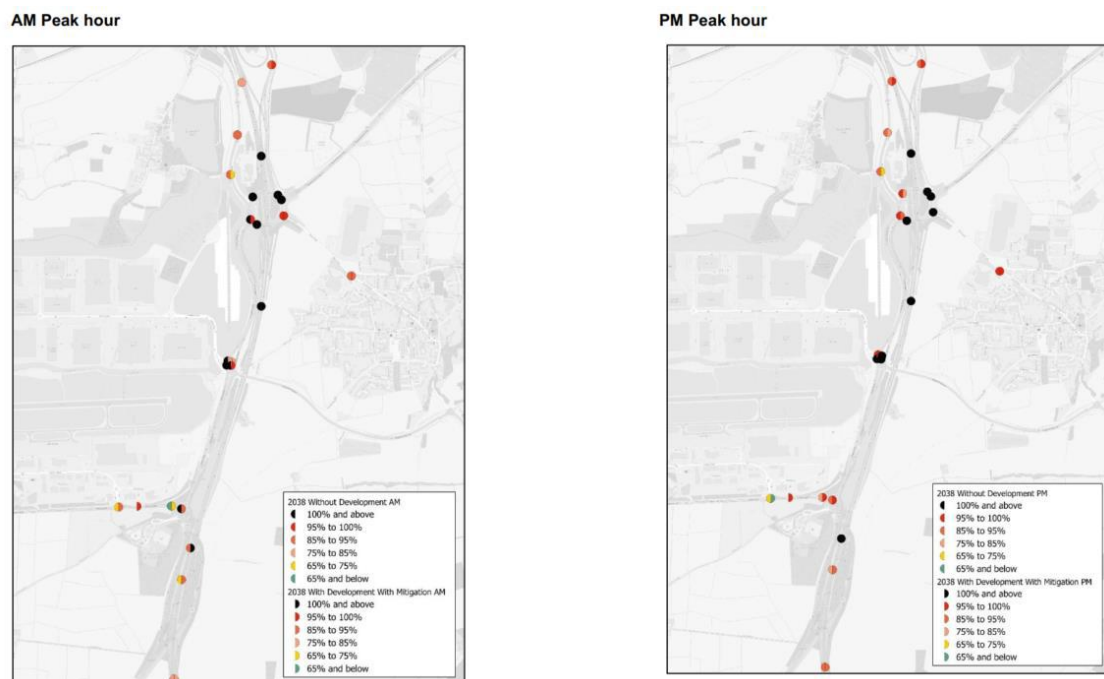 AM Peak hour
PM Peak hour
2038 Without Development AM
100% and above
95% to 100%
85% to 95%
75% to 85%
65% to 75%
65% and below
2038 With Development With Mitigation AM
100% and above
95% to 100%
85% to 95%
75% to 85%
65% to 75%
65% and below
2038 Without Development PM
100% and above
95% to 100%
85% to 95%
75% to 85%
65% to 75%
65% and below
2038 With Development With Mitigation PM
100% and above
95% to 100%
85% to 95%
75% to 85%
65% to 75%
65% and below